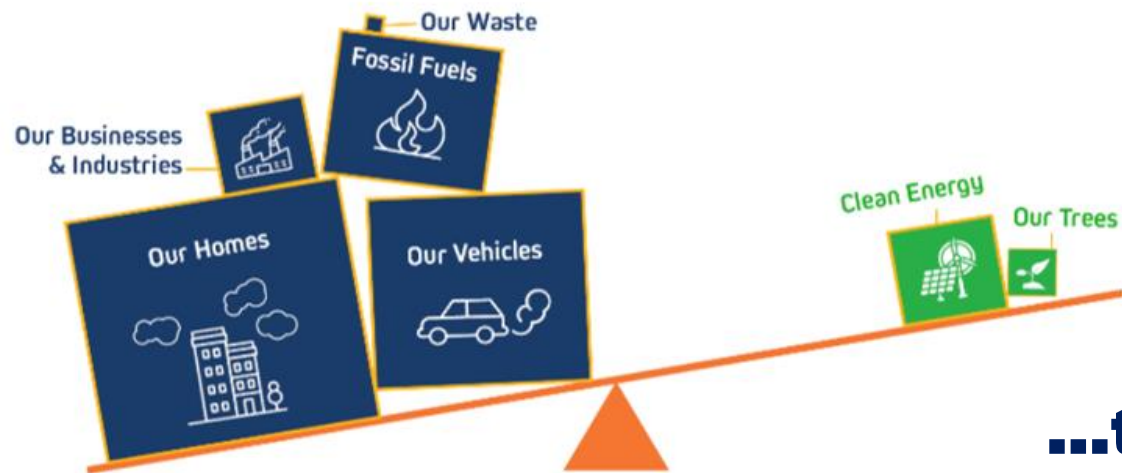 Our Waste
Fossil Fuels
Our Businesses
& Industries
Our Homes
Our Vehicles
Clean Energy
Our Trees
...t